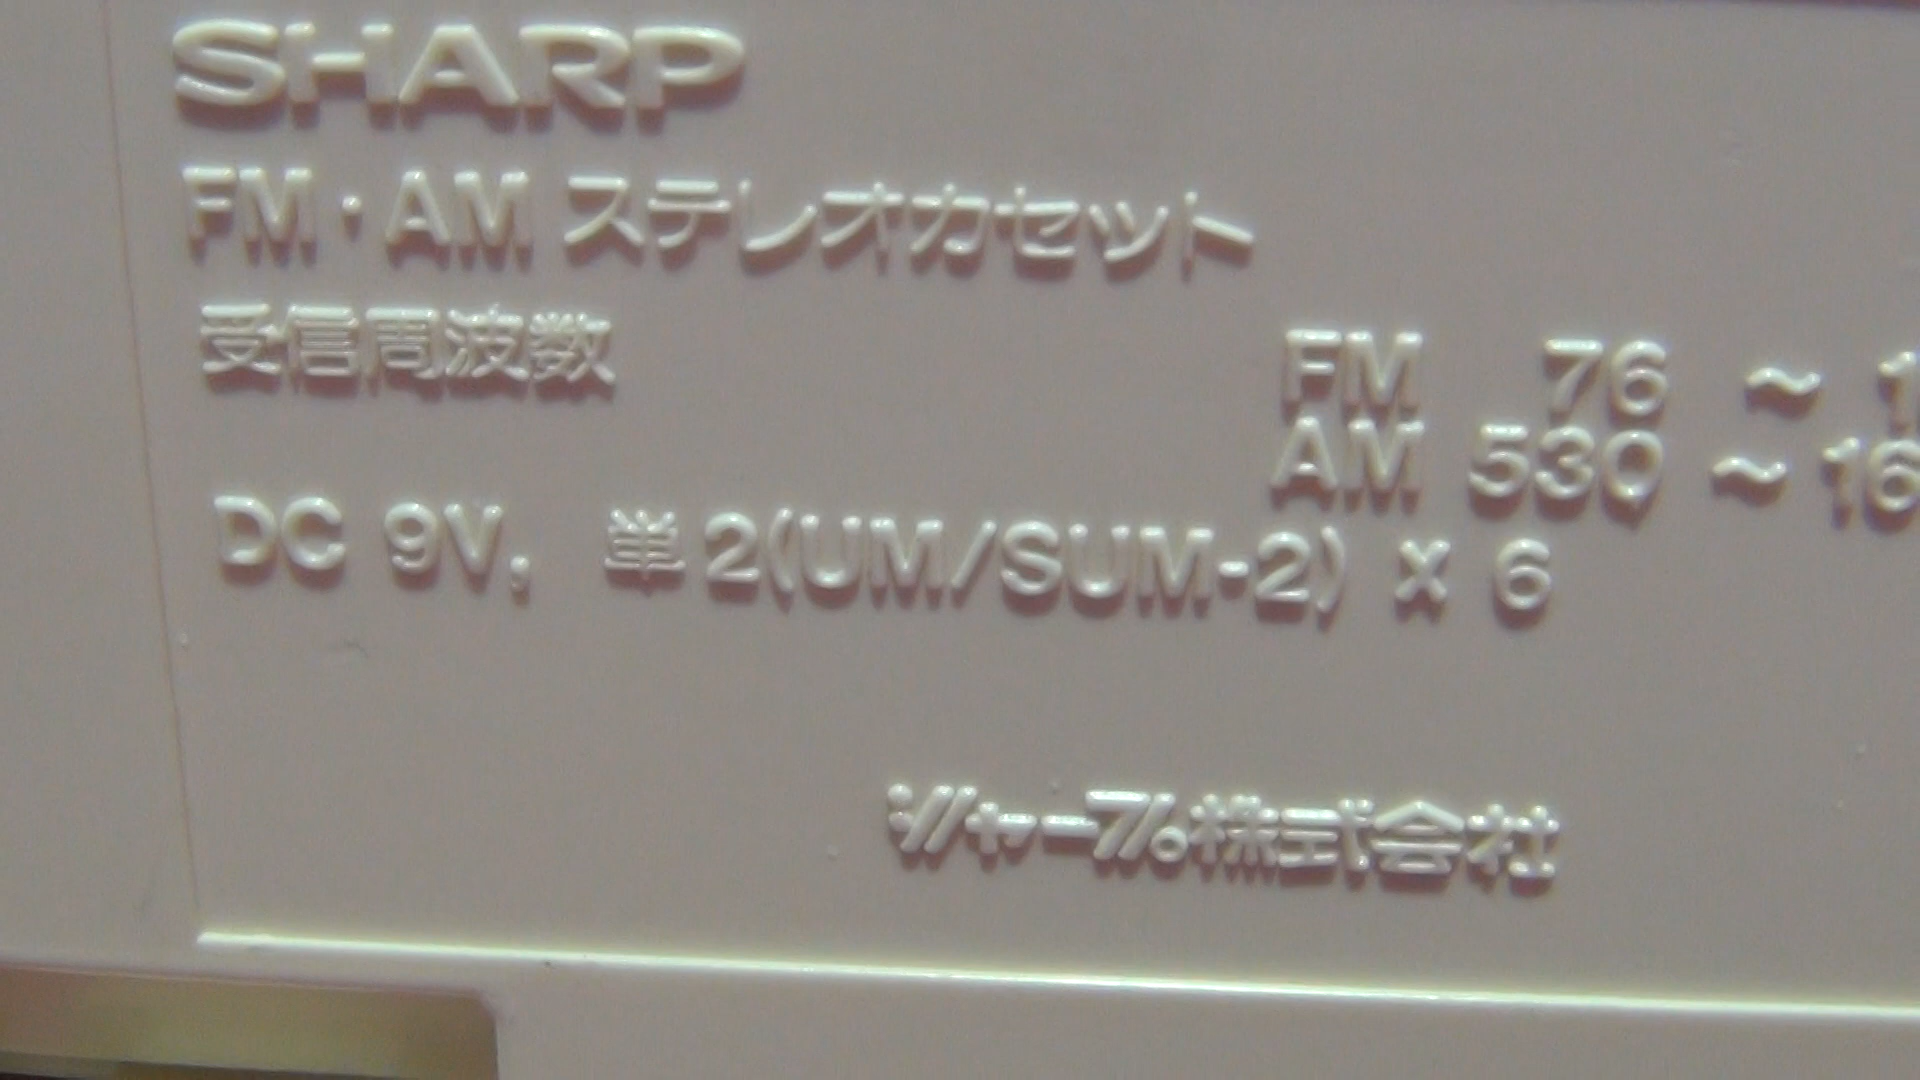 SHARP
FM・AM ステレオカセット
受信周波数 FM 76 ～ 1
AM 530 ～ 16
DC 9V, 単2(UM/SUM-2) × 6
シャープ株式会社